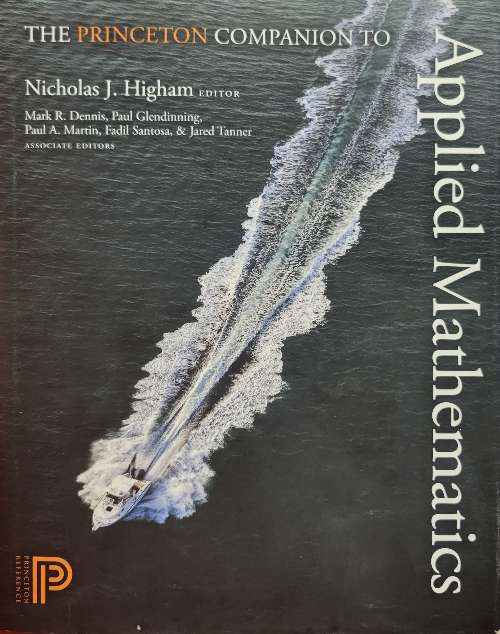 THE PRINCETON COMPANION TO
Applied Mathematics
Nicholas J. Higham EDITOR
Mark R. Dennis, Paul Glendinning,
Paul A. Martin, Fadil Santosa, & Jared Tanner
ASSOCIATE EDITORS
PRINCETON
REFERENCE